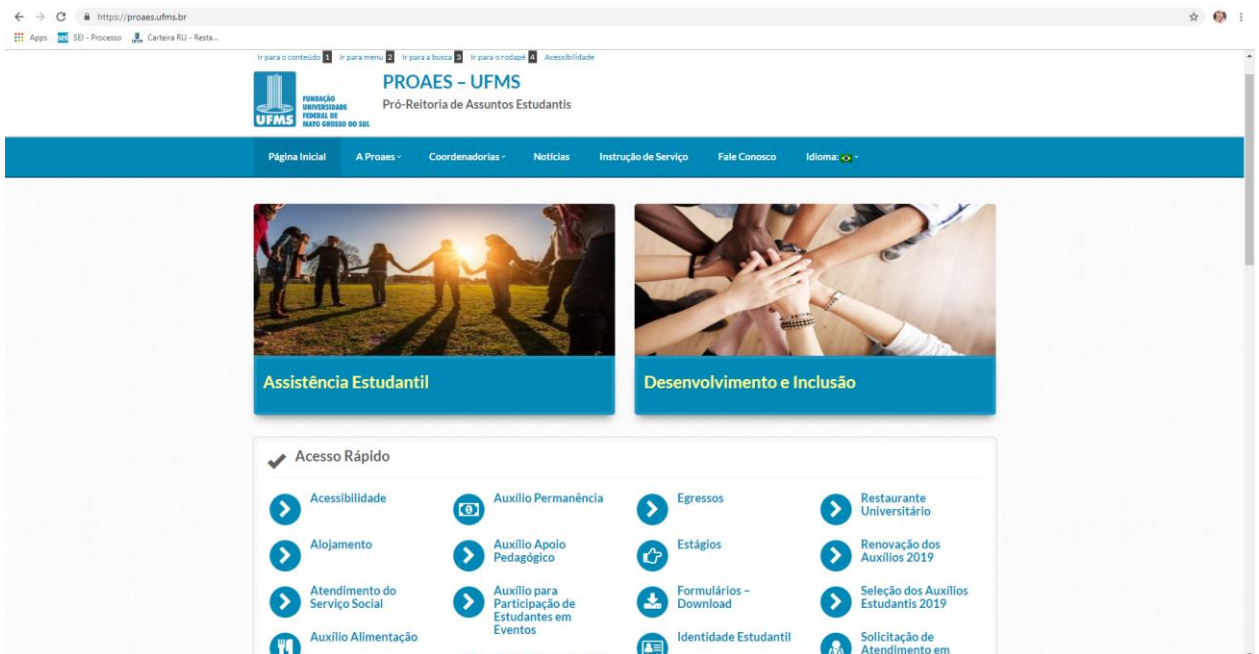 https://proaes.ufms.br
Apps SEI - Processo Carteira RU - Resta...
Ir para o conteúdo 1 Ir para menu 2 Ir para a busca 3 Ir para o rodapé 4 Acessibilidade
PROAES – UFMS
Pró-Reitoria de Assuntos Estudantis
UFMS
FUNDAÇÃO
UNIVERSIDADE
FEDERAL DE
MATO GROSSO DO SUL
Página Inicial A Proaes Coordenadorias Notícias Instrução de Serviço Fale Conosco Idioma:
Assistência Estudantil
Desenvolvimento e Inclusão
Acesso Rápido
Acessibilidade
Alojamento
Atendimento do
Serviço Social
Auxílio Alimentação
Auxílio Permanência
Auxílio Apoio
Pedagógico
Auxílio para
Participação de
Estudantes em
Eventos
Egressos
Estágios
Formulários –
Download
Identidade Estudantil
Restaurante
Universitário
Renovação dos
Auxílios 2019
Seleção dos Auxílios
Estudantis 2019
Solicitação de
Atendimento em